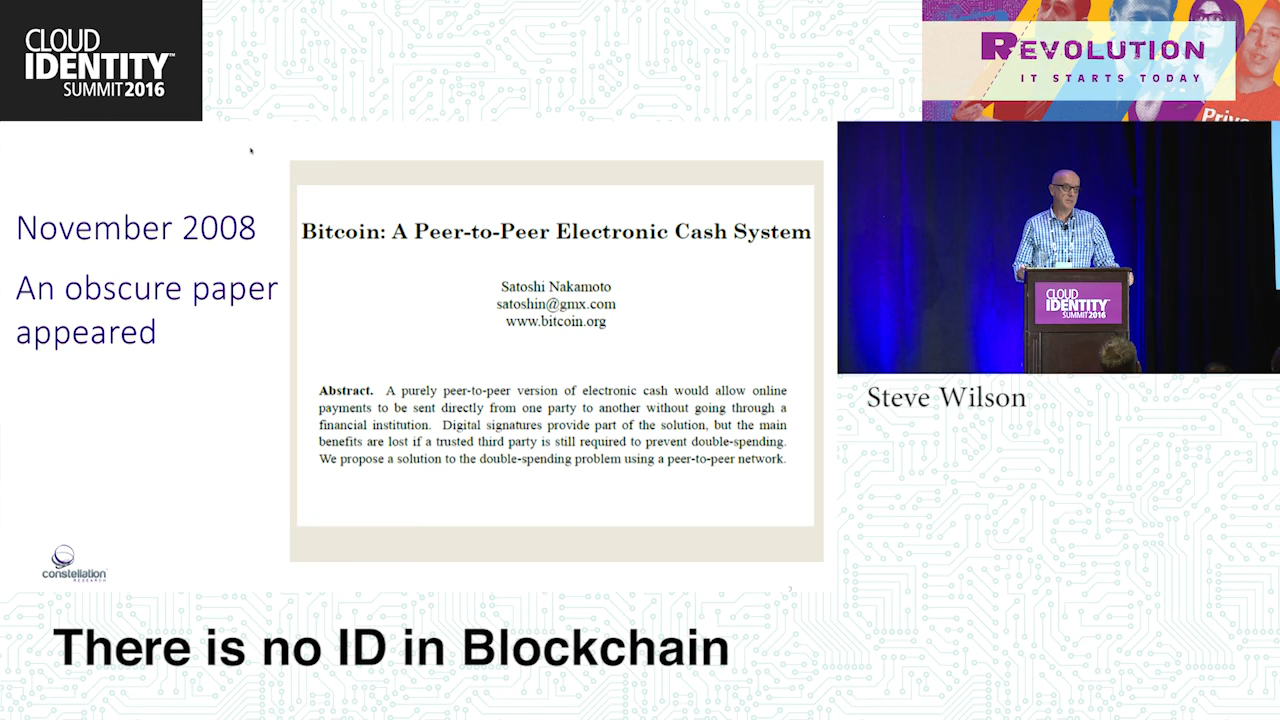 CLOUD
IDENTITY™
SUMMIT 2016
REVOLUTION
IT STARTS TODAY
November 2008
An obscure paper
appeared
Bitcoin: A Peer-to-Peer Electronic Cash System
Satoshi Nakamoto
satoshin@gmx.com
www.bitcoin.org
Abstract. A purely peer-to-peer version of electronic cash would allow online
payments to be sent directly from one party to another without going through a
financial institution. Digital signatures provide part of the solution, but the main
benefits are lost if a trusted third party is still required to prevent double-spending.
We propose a solution to the double-spending problem using a peer-to-peer network.
constellation
RESEARCH
CLOUD
IDENTITY
SUMMIT 2016
Steve Wilson
There is no ID in Blockchain